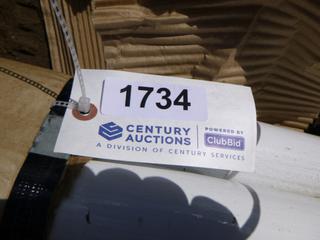 1734
CENTURY
AUCTIONS
POWERED BY
ClubBid
A DIVISION OF CENTURY SERVICES